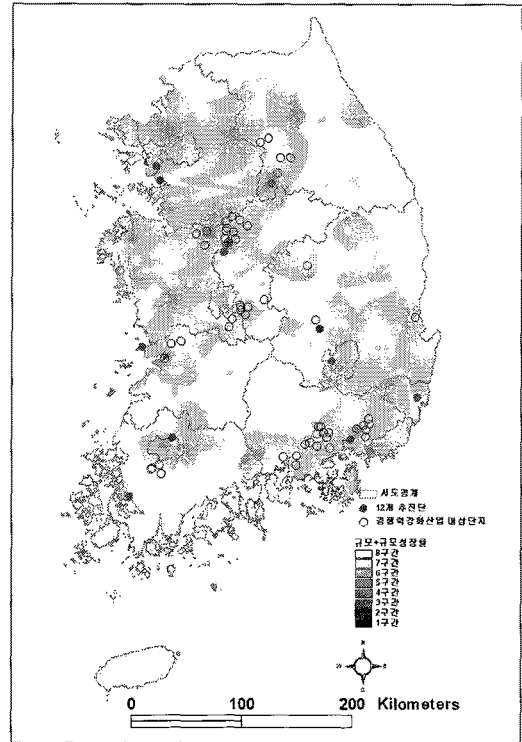 시도경계
12개 추진단
경쟁력강화산업 대상단지
규모+규모성장률
8구간
7구간
6구간
5구간
4구간
3구간
2구간
1구간
N
W E
S
0 100 200 Kilometers